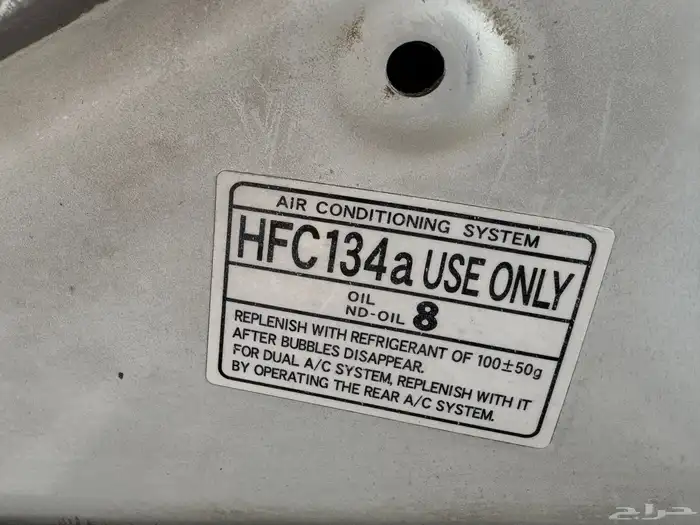 AIR CONDITIONING SYSTEM
HFC134a USE ONLY
OIL
ND-OIL 8
REPLENISH WITH REFRIGERANT OF 100±50g
AFTER BUBBLES DISAPPEAR.
FOR DUAL A/C SYSTEM, REPLENISH WITH IT
BY OPERATING THE REAR A/C SYSTEM.
حراج